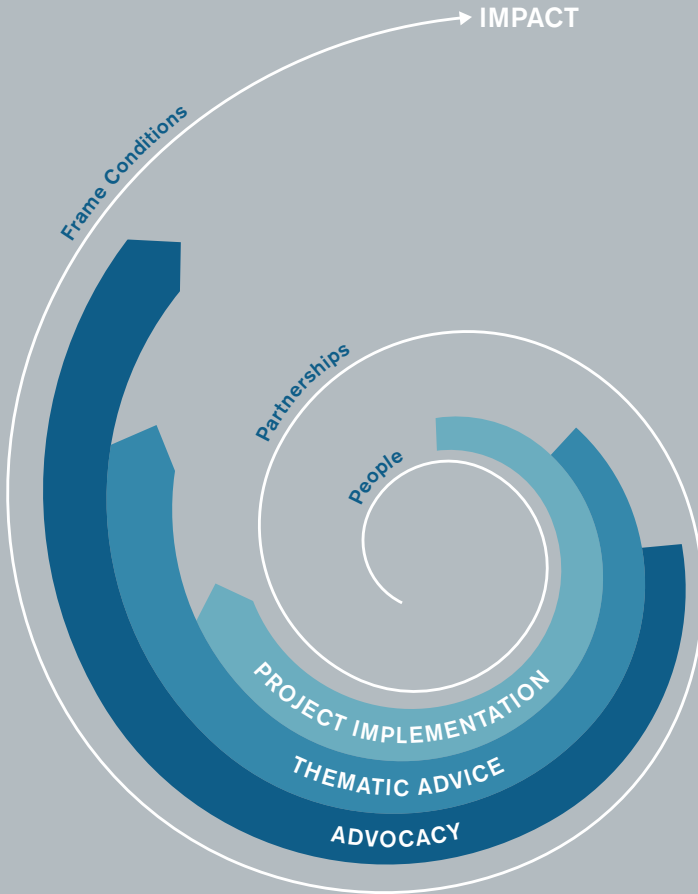 IMPACT
Frame Conditions
Partnerships
People
PROJECT IMPLEMENTATION
THEMATIC ADVICE
ADVOCACY